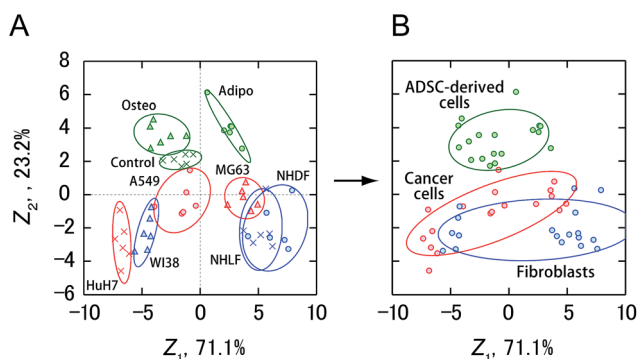 A
B
8
6
4
2
0
−2
−4
−6
Z2', 23.2%
Osteo
Adipo
Control
A549
MG63
NHDF
WI38
NHLF
HuH7
−10
−5
0
5
10
Z1, 71.1%
ADSC-derived
cells
Cancer
cells
Fibroblasts
−10
−5
0
5
10
Z1, 71.1%